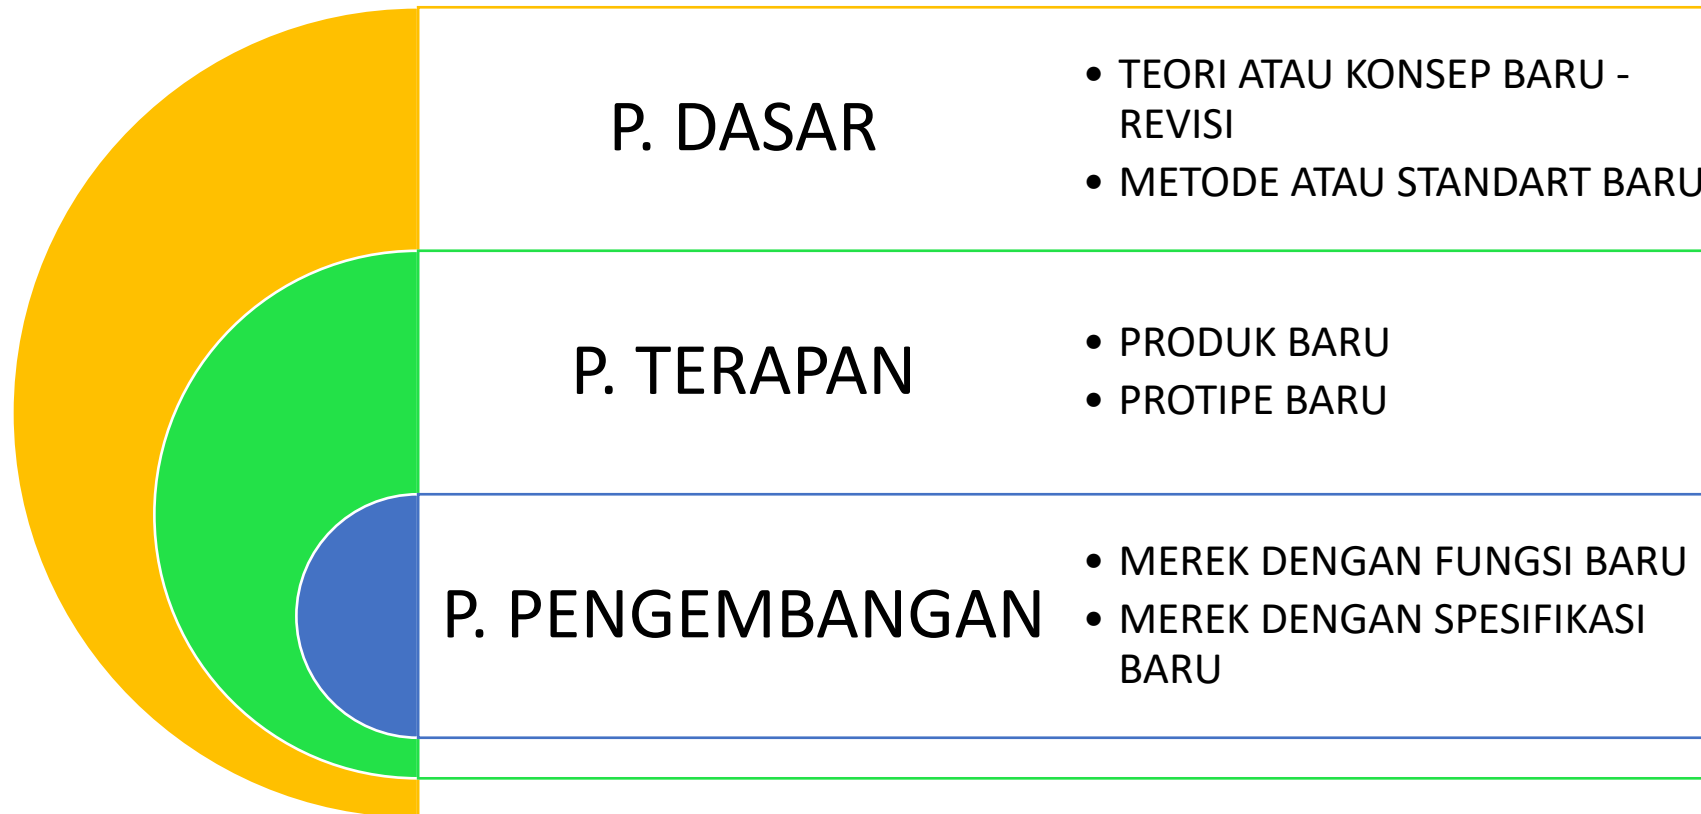 P. DASAR
• TEORI ATAU KONSEP BARU -
REVISI
• METODE ATAU STANDART BARU
P. TERAPAN
• PRODUK BARU
• PROTIPE BARU
P. PENGEMBANGAN
• MEREK DENGAN FUNGSI BARU
• MEREK DENGAN SPESIFIKASI
BARU